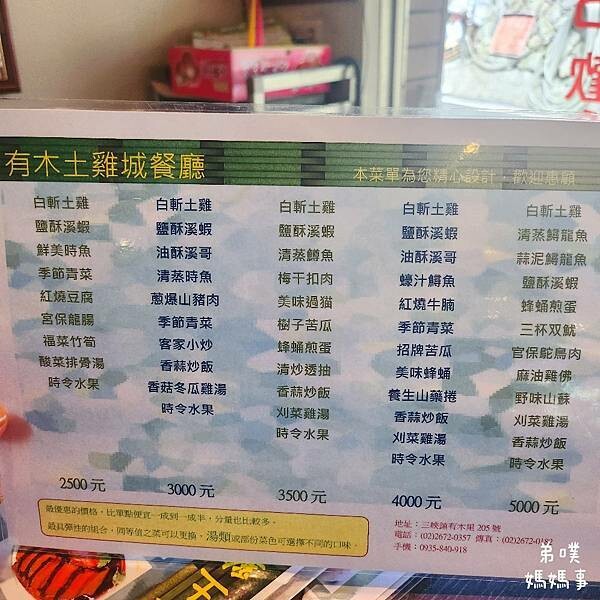 有木土雞城餐廳
本菜單為您精心設計，歡迎惠顧
白斬土雞
鹽酥溪蝦
鮮美時魚
季節青菜
紅燒豆腐
宮保龍腸
福菜竹筍
酸菜排骨湯
時令水果
2500元
白斬土雞
鹽酥溪蝦
油酥溪哥
清蒸時魚
蔥爆山豬肉
季節青菜
客家小炒
香蒜炒飯
香菇冬瓜雞湯
時令水果
3000元
白斬土雞
鹽酥溪蝦
清蒸鱒魚
梅干扣肉
美味過猫
樹子苦瓜
蜂蛹煎蛋
清炒透抽
香蒜炒飯
刈菜雞湯
時令水果
3500元
白斬土雞
鹽酥溪蝦
油酥溪哥
蠔汁鱘魚
紅燒牛腩
季節青菜
招牌苦瓜
美味蜂蛹
養生山藥捲
香蒜炒飯
刈菜雞湯
時令水果
4000元
白斬土雞
清蒸鱘龍魚
蒜泥鱘龍魚
鹽酥溪蝦
蜂蛹煎蛋
三杯双魷
官保鴕鳥肉
麻油雞佛
野味山蘇
刈菜雞湯
香蒜炒飯
時令水果
5000元
最優惠的價格，比單點便宜一成到一成半，分量也比較多。
最具彈性的組合，同等值之菜可以更換，湯類或部份菜色可選擇不同的口味。
地址：三峽鎮有木里205號
電話：(02)2672-0357 傳真：(02)2672-0182
手機：0935-840-918
弟噗
媽媽事